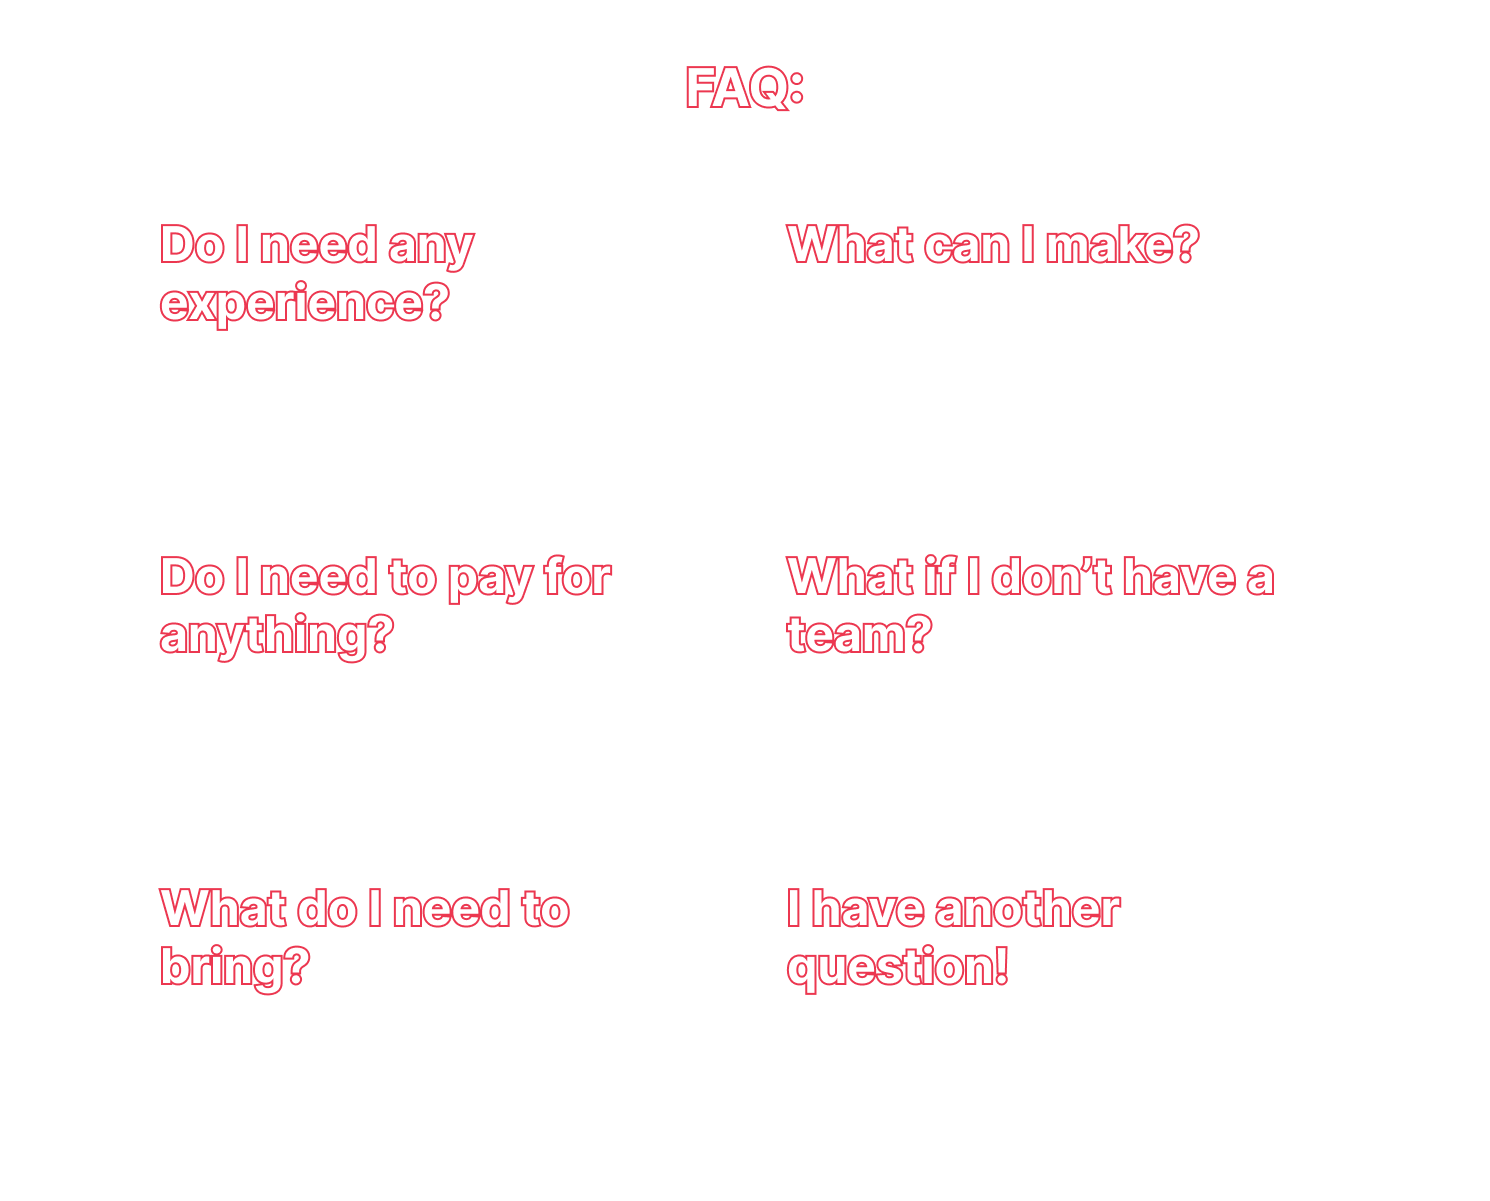 FAQ:
Do I need any
experience?
What can I make?
Do I need to pay for
anything?
What if I don’t have a
team?
What do I need to
bring?
I have another
question!